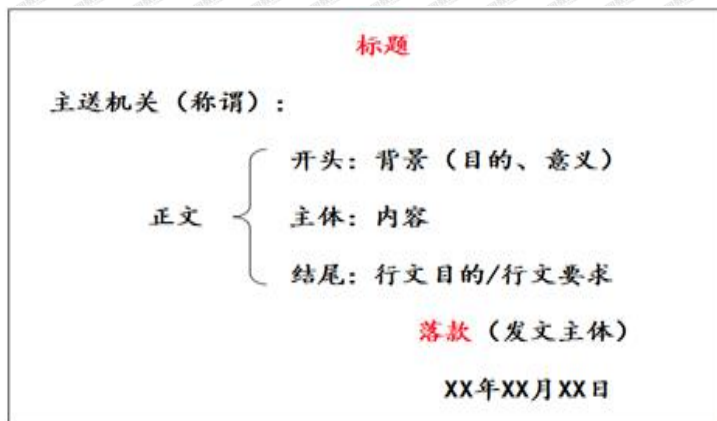 标题
主送机关（称谓）：
开头：背景（目的、意义）
正文
主体：内容
结尾：行文目的/行文要求
落款（发文主体）
XX年XX月XX日